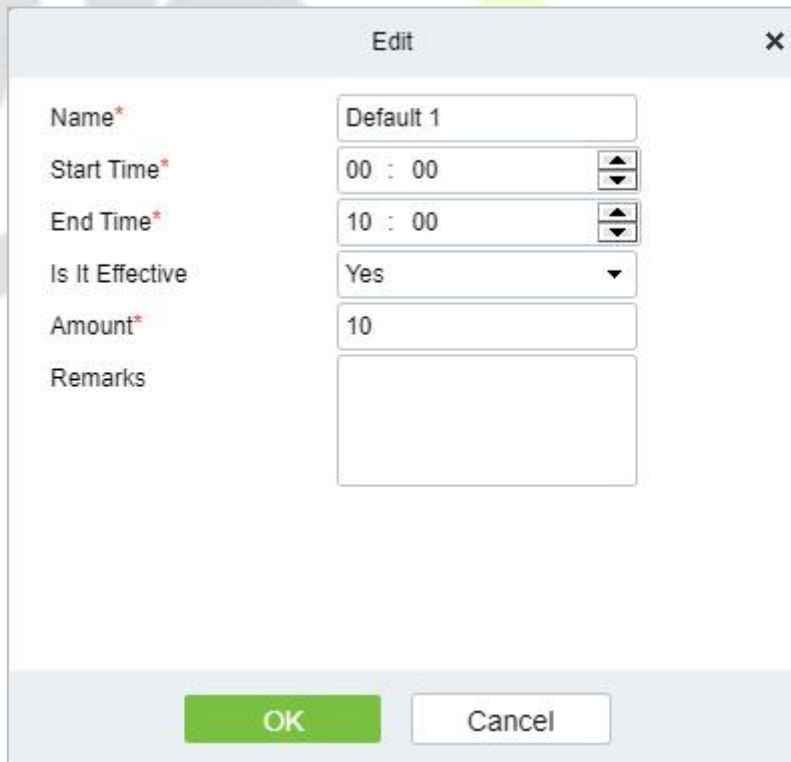 Edit ×
Name* Default 1
Start Time* 00 : 00
End Time* 10 : 00
Is It Effective Yes
Amount* 10
Remarks
OK Cancel